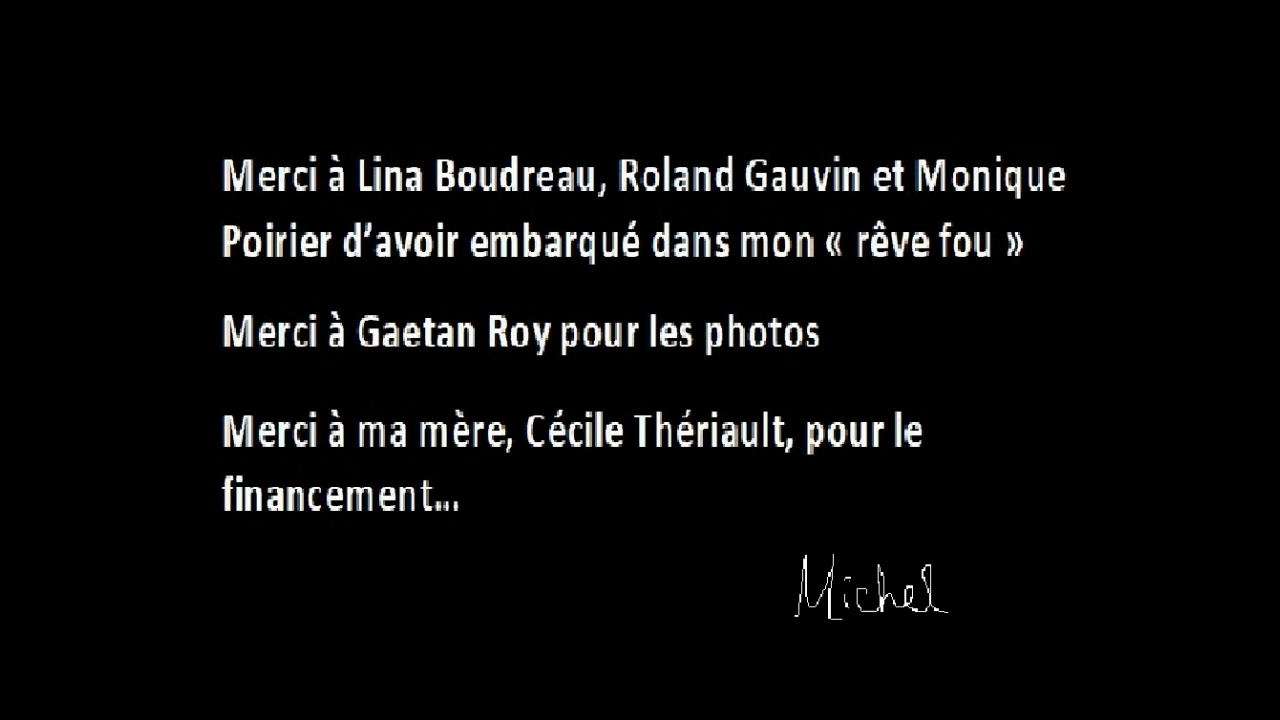 Merci à Lina Boudreau, Roland Gauvin et Monique
Poirier d’avoir embarqué dans mon « rêve fou »
Merci à Gaetan Roy pour les photos
Merci à ma mère, Cécile Thériault, pour le
financement...
Michel